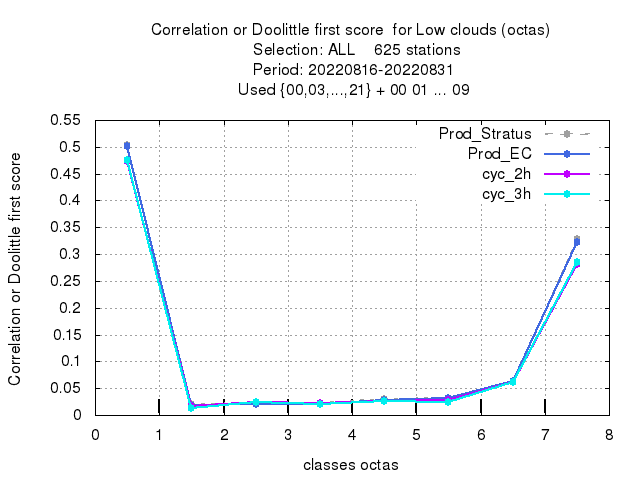 Correlation or Doolittle first score  for Low clouds (octas)
Selection: ALL    625 stations
Period: 20220816-20220831
Used {00,03,...,21} + 00 01 ... 09
Prod_Stratus
Prod_EC
cyc_2h
cyc_3h
Correlation or Doolittle first score
0.55
0.5
0.45
0.4
0.35
0.3
0.25
0.2
0.15
0.1
0.05
0
0 1 2 3 4 5 6 7 8
classes octas